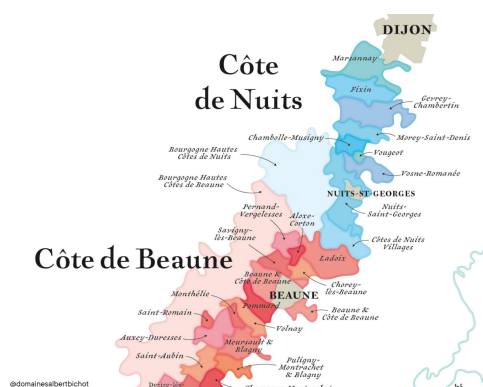 DIJON
Marsannay
Côte
de Nuits
Fixin
Gevrey-
Chambertin
Chambolle-Musigny
Morey-Saint-Denis
Bourgogne Hautes
Côtes de Nuits
Vougeot
Vosne-Romanée
Bourgogne Hautes
Côtes de Beaune
NUITS-ST-GEORGES
Pernand-
Vergelesses
Aloxe-
Corton
Nuits-
Saint-Georges
Savigny-
lès-Beaune
Côtes de Nuits
Villages
Côte de Beaune
Ladoix
Beaune &
Côte de Beaune
Chorey-
lès-Beaune
Monthélie
BEAUNE
Pommard
Saint-Romain
Beaune &
Côte de Beaune
Volnay
Auxey-Duresses
Meursault &
Blagny
Saint-Aubin
Puligny-
Montrachet
& Blagny
@domainesalbertbichot